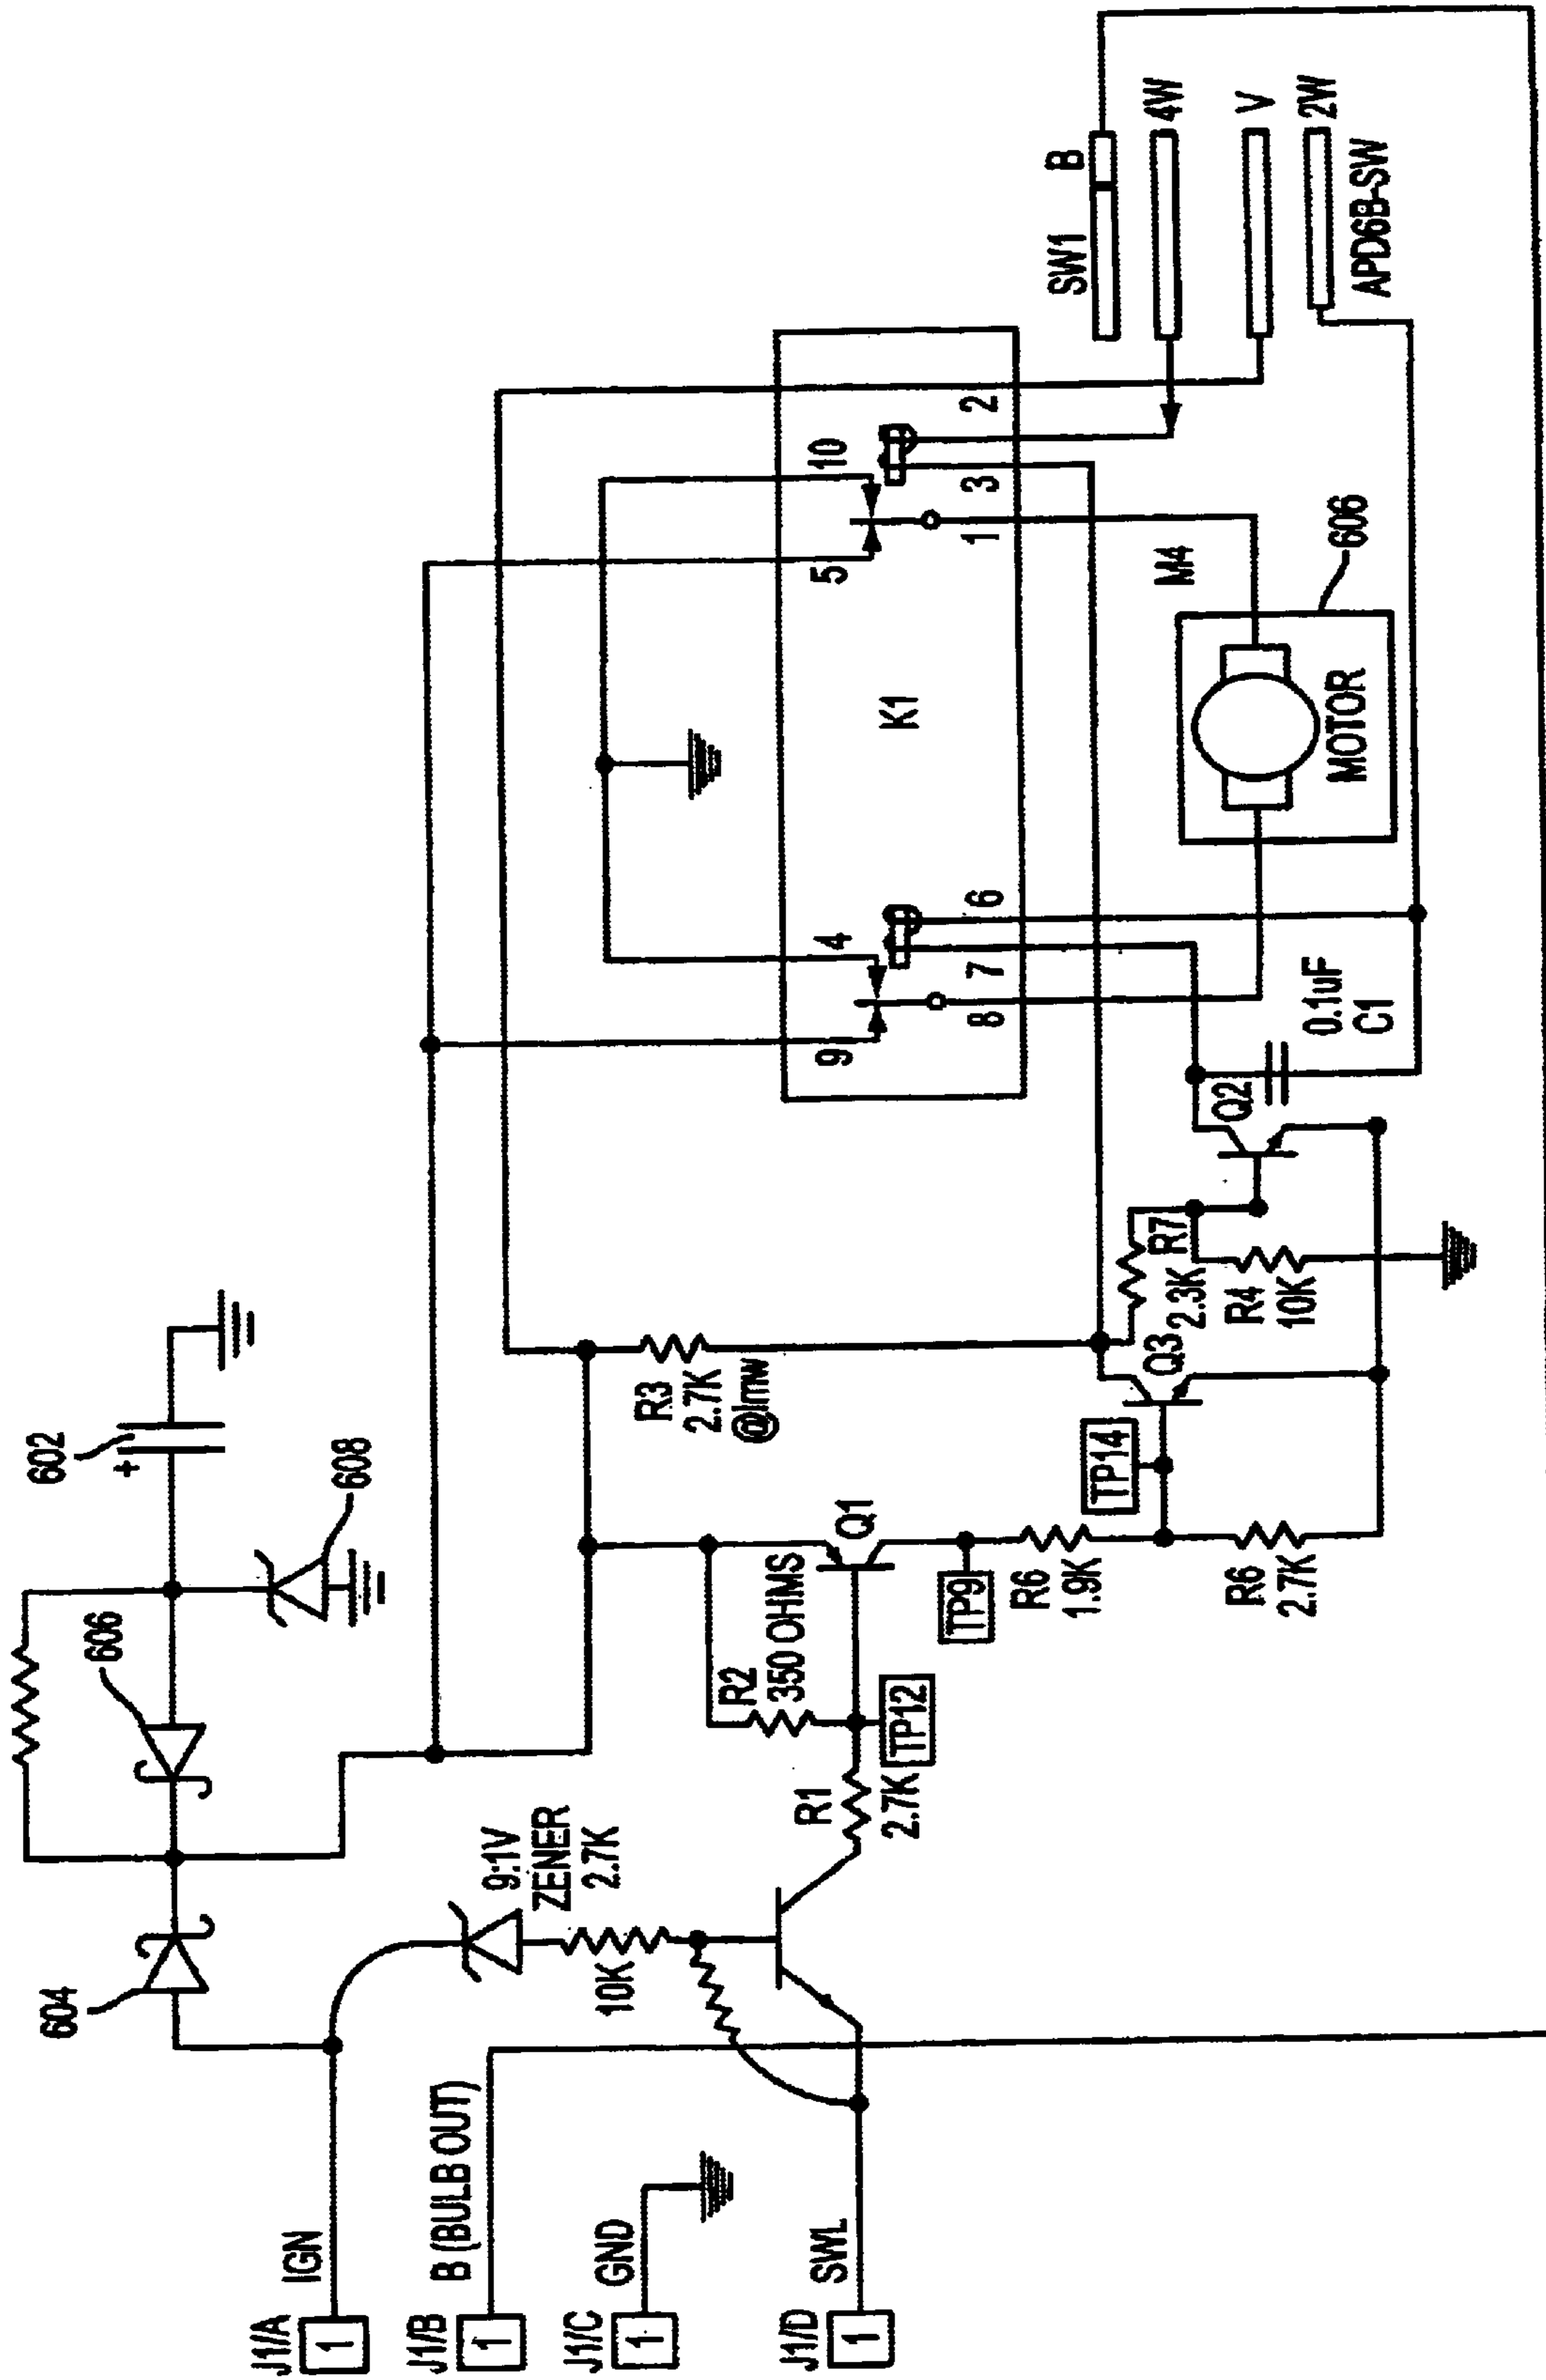 604
606
602
+
608
9:1V
ZENER
2.7K
10K
J1/A
1
IGN
J1/B
1
B (BULB OUT)
J1/C
1
GND
J1/D
1
SWL
R1
2.7K
R2
350 OHMS
TP12
Q1
TP9
R6
1.9K
R6
2.7K
R3
2.7K
@lmw
TP14
Q3
R7
2.3K
R4
10K
Q2
0.1uF
C1
K1
9
4
8
7
6
5
10
1
3
2
M4
MOTOR
606
SW1
B
4W
V
2W
APD6B-SW